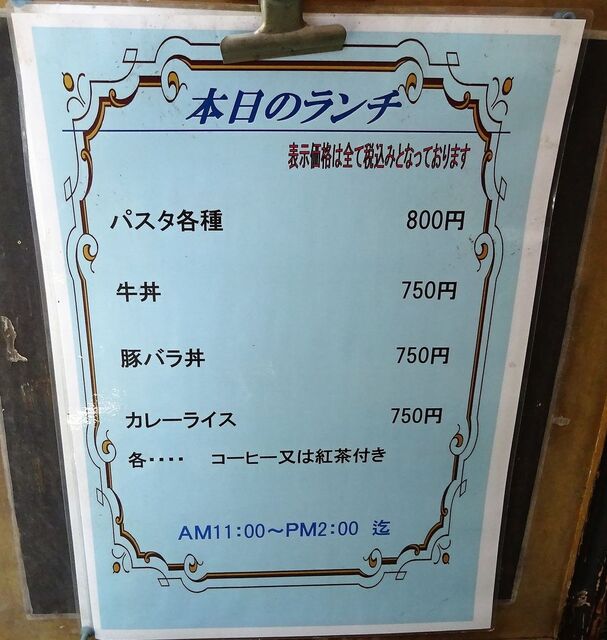 本日のランチ
表示価格は全て税込みとなっております
パスタ各種 800円
牛丼 750円
豚バラ丼 750円
カレーライス 750円
各・・・・ コーヒー又は紅茶付き
AM11:00～PM2:00 迄